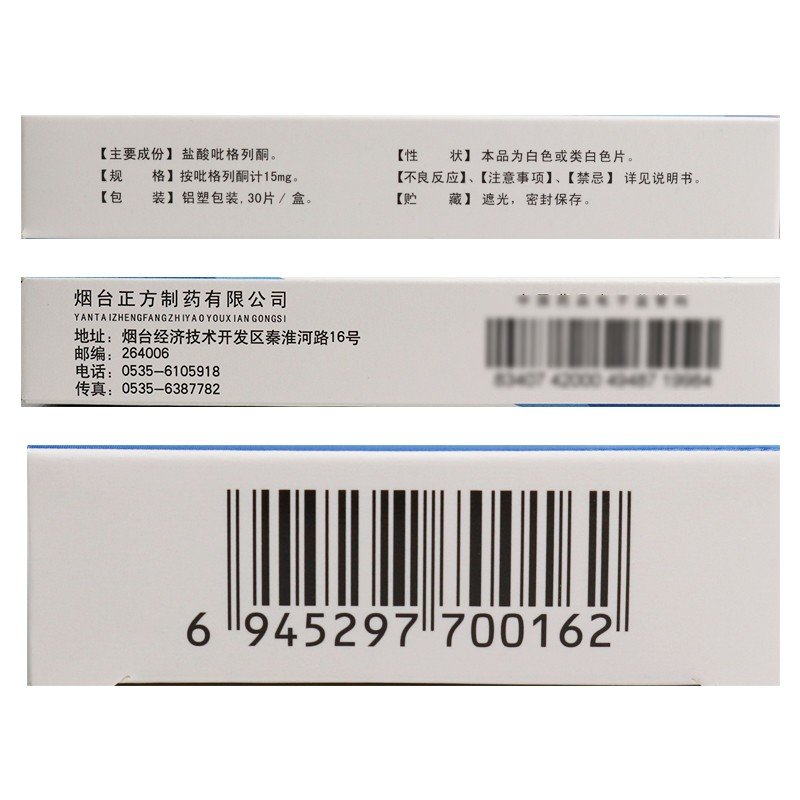 【主要成份】盐酸吡格列酮。
【规　　格】按吡格列酮计15mg。
【包　　装】铝塑包装,30片/盒。
【性　　状】本品为白色或类白色片。
【不良反应】、【注意事项】、【禁忌】 详见说明书。
【贮　　藏】遮光，密封保存。
烟台正方制药有限公司
YANTAIZHENGFANGZHIYAOYOUXIANGONGSI
地址：烟台经济技术开发区秦淮河路16号
邮编：264006
电话：0535-6105918
传真：0535-6387782
83407 42000 49487 19984
6 945297 700162